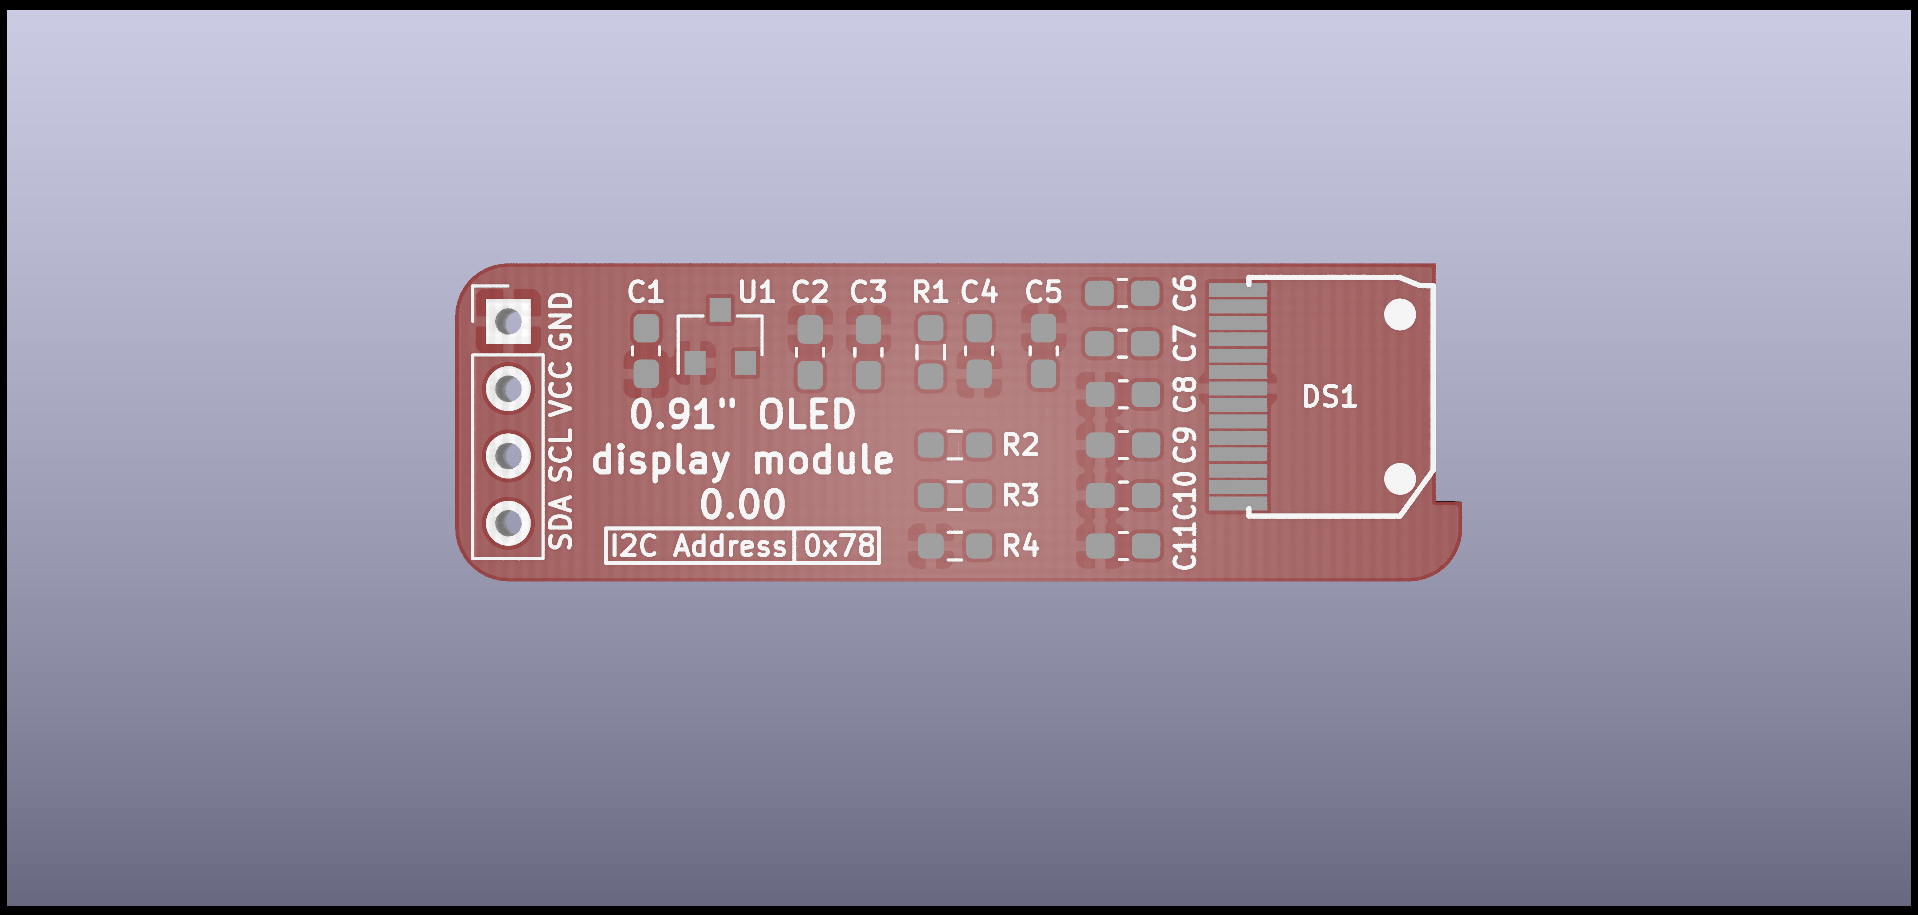 C1
U1
C2
C3
R1
C4
C5
C6
C7
C8
C9
C10
C11
GND
VCC
SCL
SDA
0.91" OLED
display module
0.00
I2C Address 0x78
R2
R3
R4
DS1